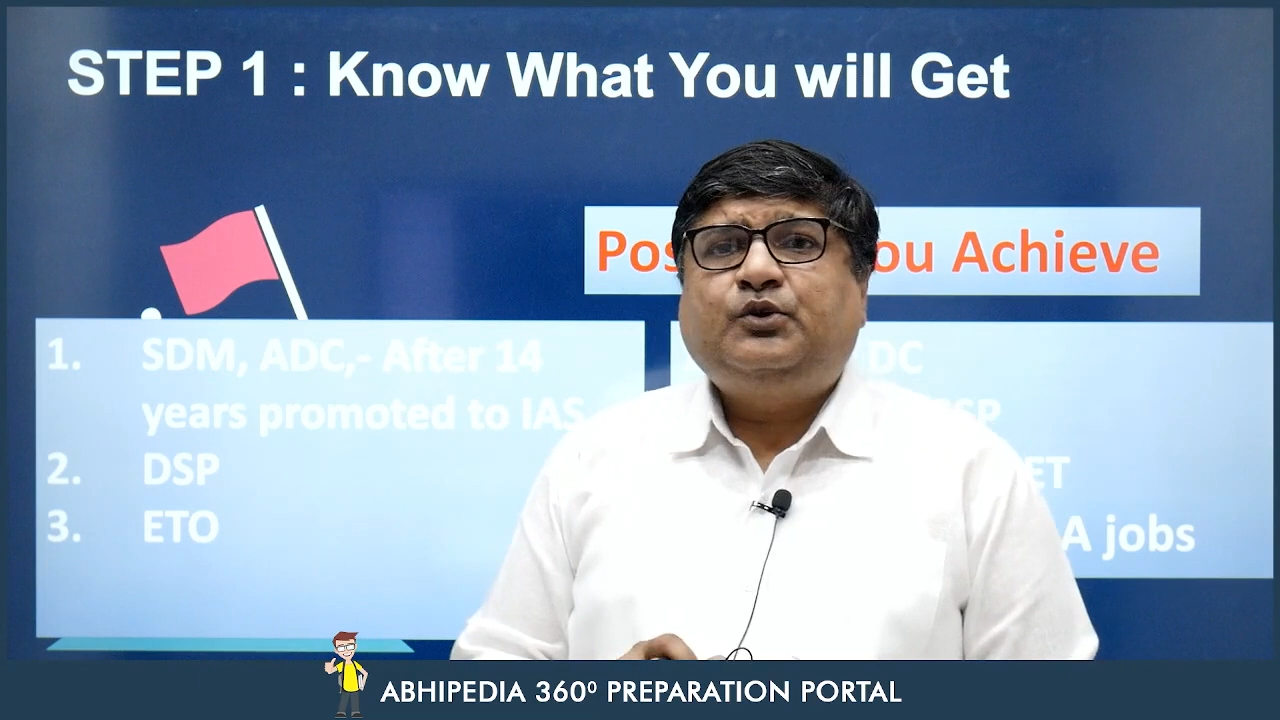 STEP 1 : Know What You will Get
Pos ou Achieve
1. SDM, ADC,- After 14
years promoted to IAS
2. DSP
3. ETO
DC
SP
ET
A jobs
ABHIPEDIA 360⁰ PREPARATION PORTAL